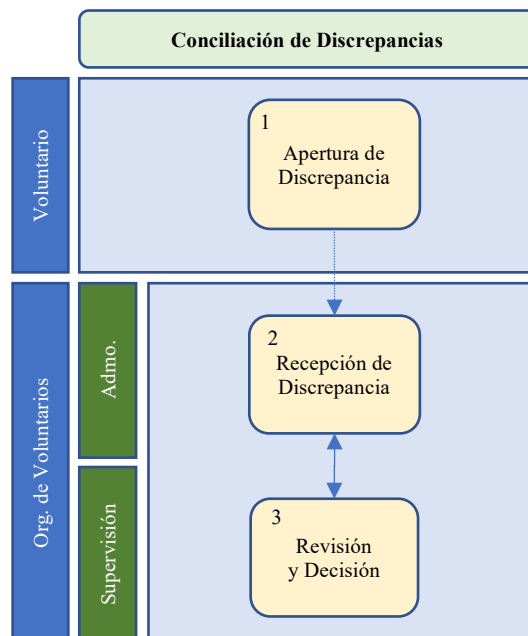 Conciliación de Discrepancias
Voluntario
1
Apertura de
Discrepancia
Org. de Voluntarios
Admo.
2
Recepción de
Discrepancia
Supervisión
3
Revisión
y Decisión